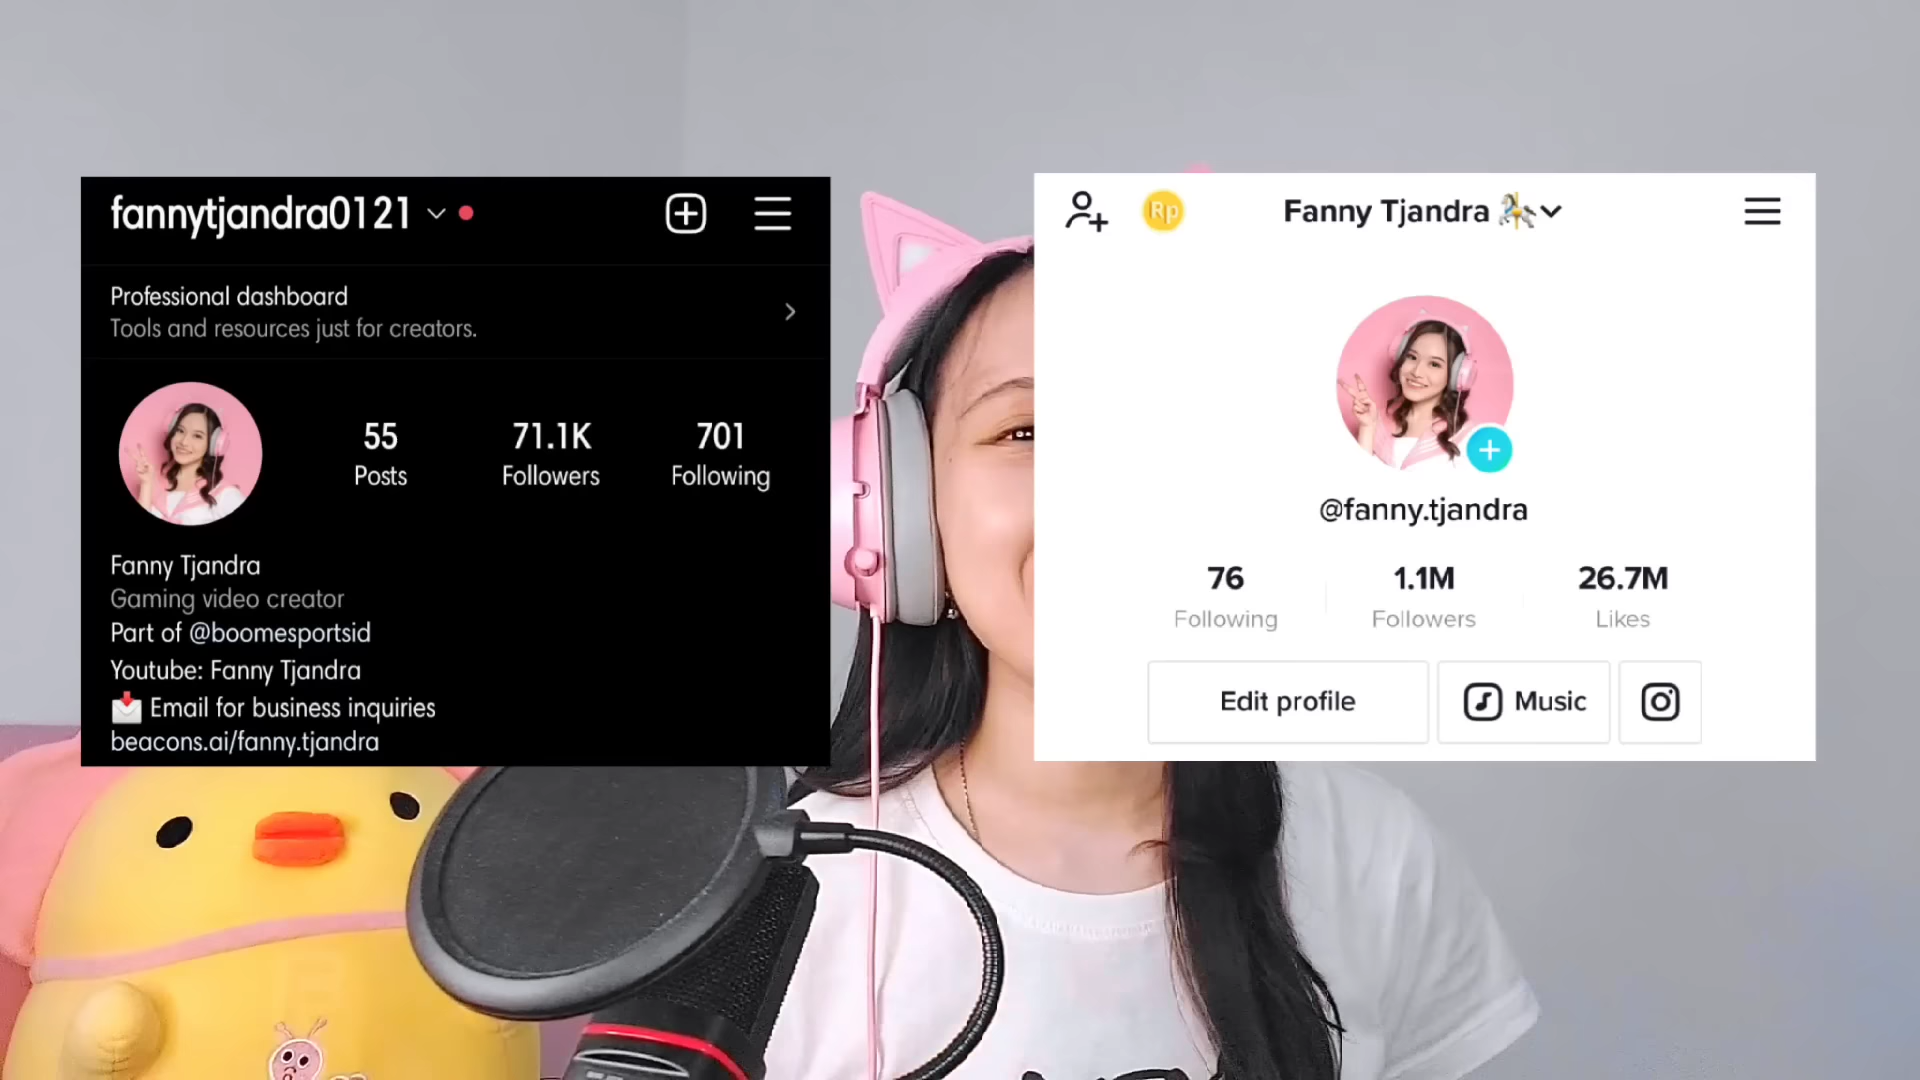 fannytjandra0121
Professional dashboard
Tools and resources just for creators.
55
Posts
71.1K
Followers
701
Following
Fanny Tjandra
Gaming video creator
Part of @boomesportsid
Youtube: Fanny Tjandra
📩 Email for business inquiries
beacons.ai/fanny.tjandra
Rp
Fanny Tjandra 🎠
@fanny.tjandra
76
Following
1.1M
Followers
26.7M
Likes
Edit profile
Music